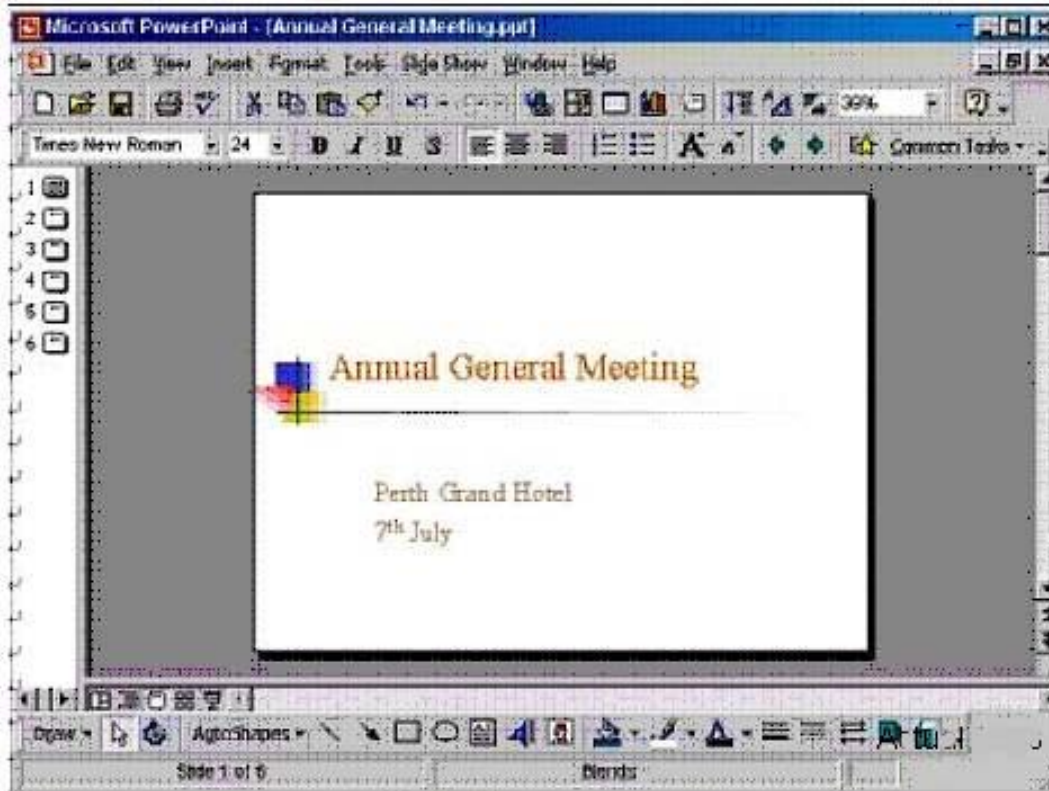 Microsoft PowerPoint - [Annual General Meeting.ppt]
File Edit View Insert Format Tools Slide Show Window Help
39%
Times New Roman 24 B I U S A A Common Tasks
1
2
3
4
5
6
Annual General Meeting
Perth Grand Hotel
7th July
Draw AutoShapes
Slide 1 of 6 Blends